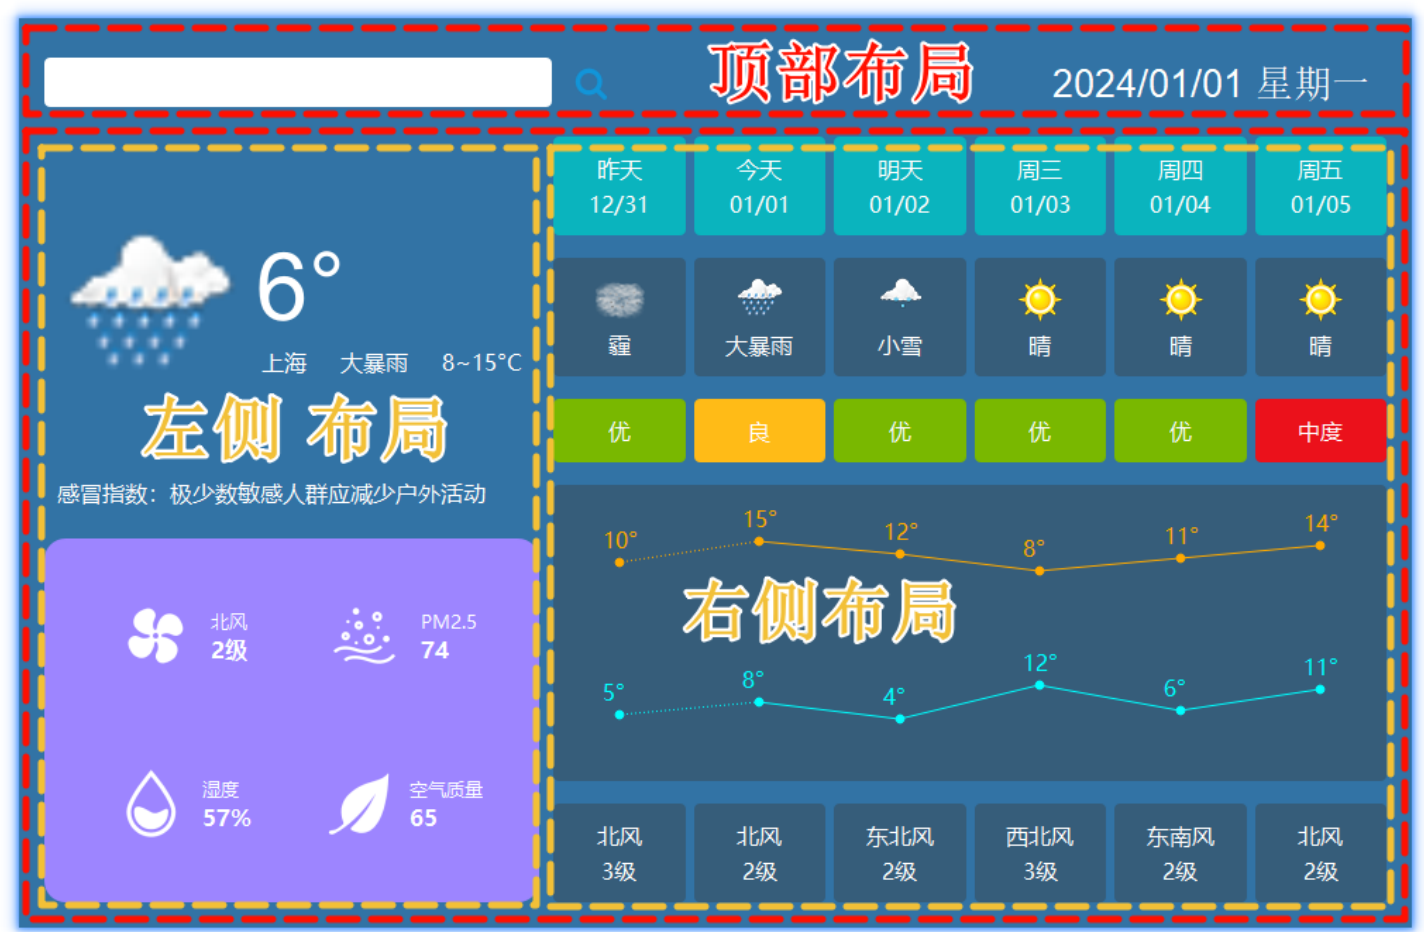 顶部布局
2024/01/01 星期一
6°
上海 大暴雨 8~15°C
左侧 布局
感冒指数：极少数敏感人群应减少户外活动
北风
2级
PM2.5
74
湿度
57%
空气质量
65
昨天 今天 明天 周三 周四 周五
12/31 01/01 01/02 01/03 01/04 01/05
霾 大暴雨 小雪 晴 晴 晴
优 良 优 优 优 中度
10° 15° 12° 8° 11° 14°
右侧布局
5° 8° 4° 12° 6° 11°
北风 北风 东北风 西北风 东南风 北风
3级 2级 2级 3级 2级 2级